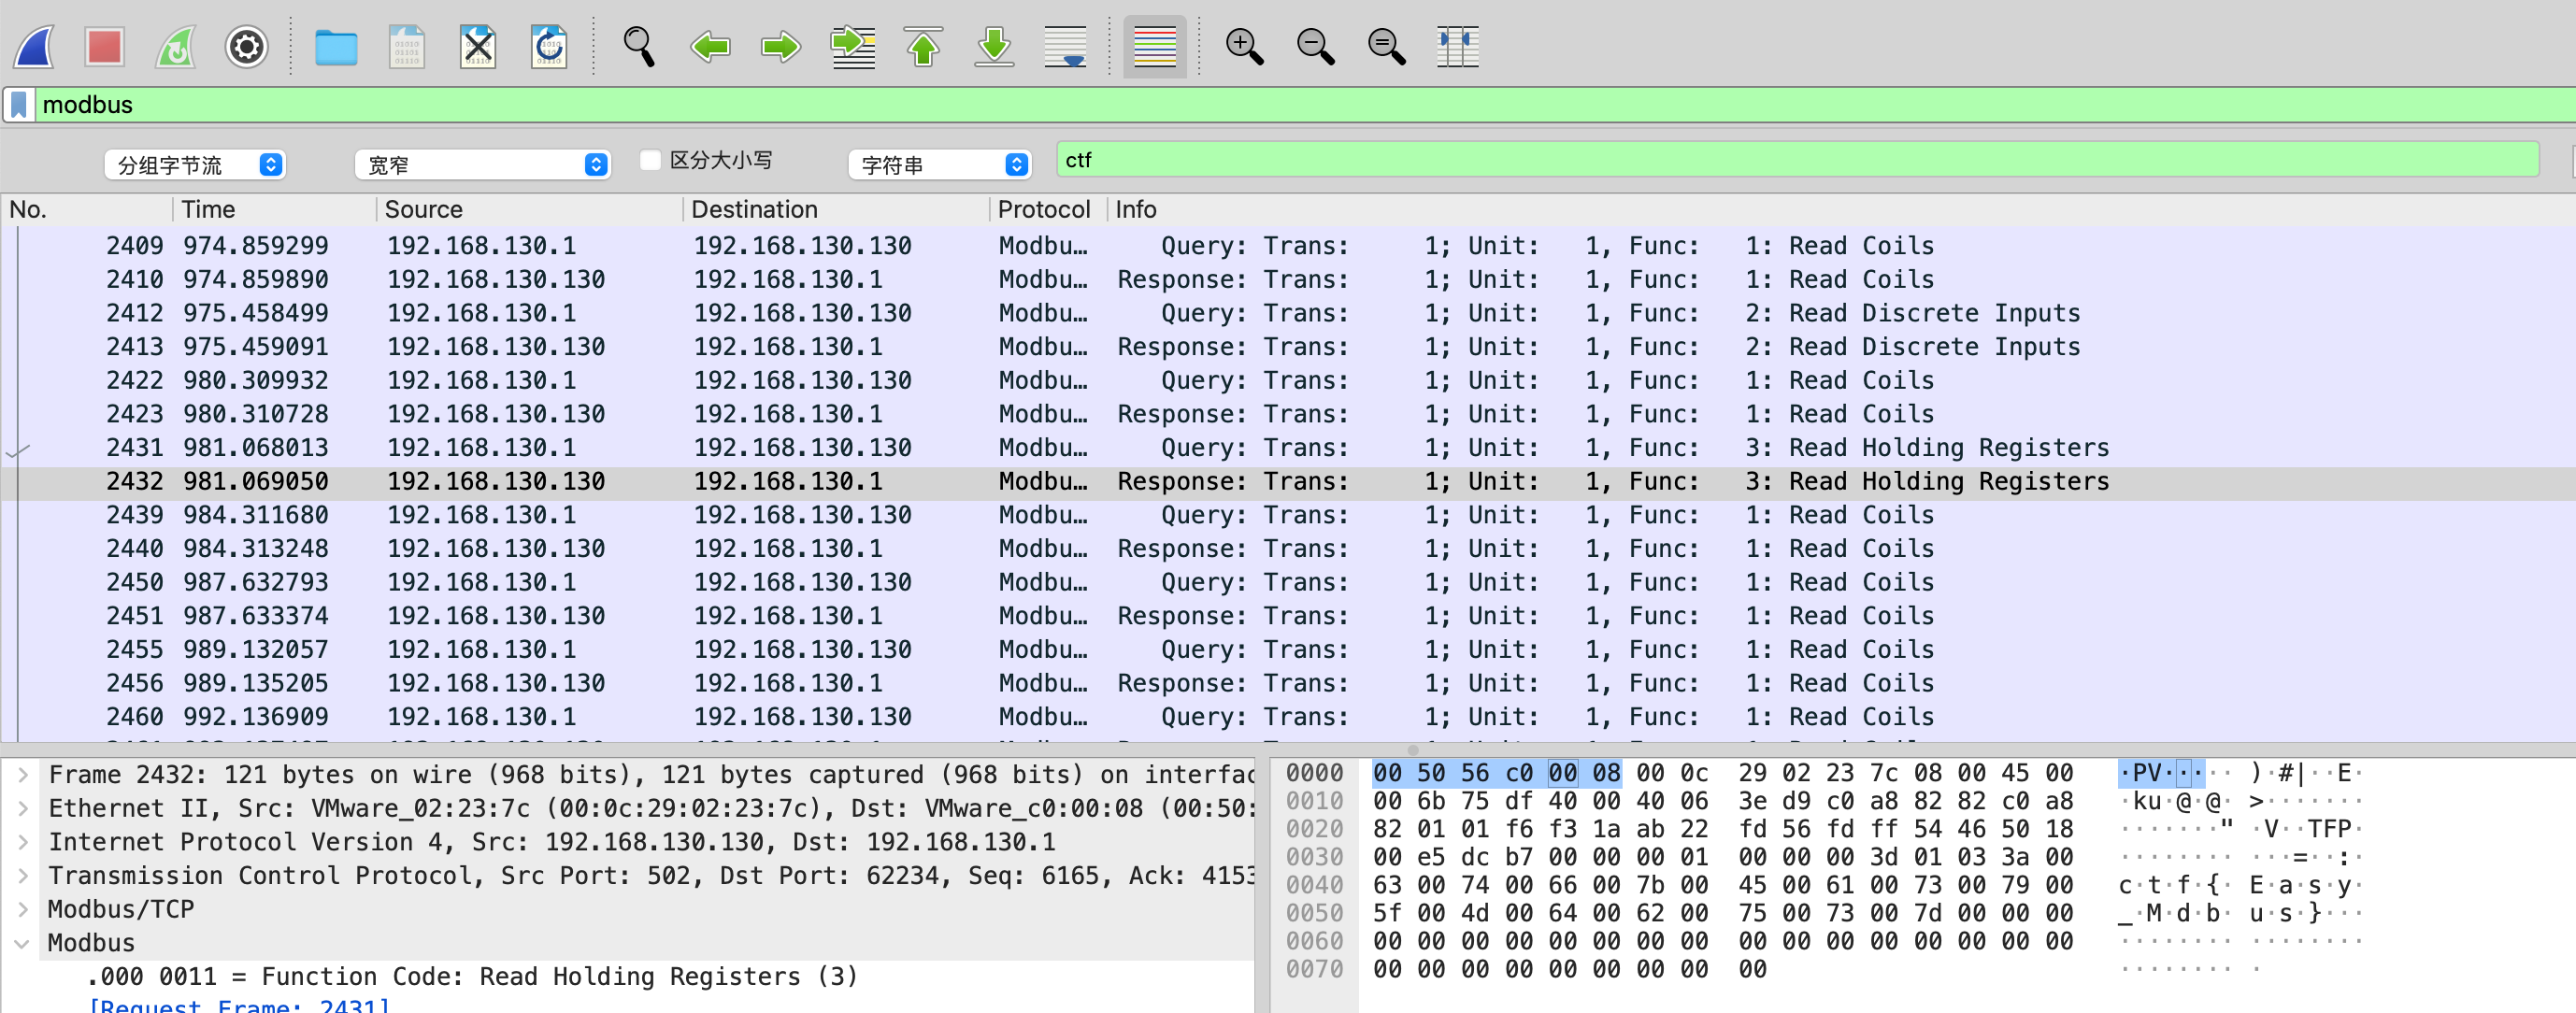 modbus
分组字节流 宽窄 区分大小写 字符串 ctf
No. Time Source Destination Protocol Info
2409 974.859299 192.168.130.1 192.168.130.130 Modbu… Query: Trans: 1; Unit: 1, Func: 1: Read Coils
2410 974.859890 192.168.130.130 192.168.130.1 Modbu… Response: Trans: 1; Unit: 1, Func: 1: Read Coils
2412 975.458499 192.168.130.1 192.168.130.130 Modbu… Query: Trans: 1; Unit: 1, Func: 2: Read Discrete Inputs
2413 975.459091 192.168.130.130 192.168.130.1 Modbu… Response: Trans: 1; Unit: 1, Func: 2: Read Discrete Inputs
2422 980.309932 192.168.130.1 192.168.130.130 Modbu… Query: Trans: 1; Unit: 1, Func: 1: Read Coils
2423 980.310728 192.168.130.130 192.168.130.1 Modbu… Response: Trans: 1; Unit: 1, Func: 1: Read Coils
2431 981.068013 192.168.130.1 192.168.130.130 Modbu… Query: Trans: 1; Unit: 1, Func: 3: Read Holding Registers
2432 981.069050 192.168.130.130 192.168.130.1 Modbu… Response: Trans: 1; Unit: 1, Func: 3: Read Holding Registers
2439 984.311680 192.168.130.1 192.168.130.130 Modbu… Query: Trans: 1; Unit: 1, Func: 1: Read Coils
2440 984.313248 192.168.130.130 192.168.130.1 Modbu… Response: Trans: 1; Unit: 1, Func: 1: Read Coils
2450 987.632793 192.168.130.1 192.168.130.130 Modbu… Query: Trans: 1; Unit: 1, Func: 1: Read Coils
2451 987.633374 192.168.130.130 192.168.130.1 Modbu… Response: Trans: 1; Unit: 1, Func: 1: Read Coils
2455 989.132057 192.168.130.1 192.168.130.130 Modbu… Query: Trans: 1; Unit: 1, Func: 1: Read Coils
2456 989.135205 192.168.130.130 192.168.130.1 Modbu… Response: Trans: 1; Unit: 1, Func: 1: Read Coils
2460 992.136909 192.168.130.1 192.168.130.130 Modbu… Query: Trans: 1; Unit: 1, Func: 1: Read Coils
Frame 2432: 121 bytes on wire (968 bits), 121 bytes captured (968 bits) on interfac
Ethernet II, Src: VMware_02:23:7c (00:0c:29:02:23:7c), Dst: VMware_c0:00:08 (00:50:
Internet Protocol Version 4, Src: 192.168.130.130, Dst: 192.168.130.1
Transmission Control Protocol, Src Port: 502, Dst Port: 62234, Seq: 6165, Ack: 4153
Modbus/TCP
Modbus
.000 0011 = Function Code: Read Holding Registers (3)
[Request Frame: 2431]
0000 00 50 56 c0 00 08 00 0c 29 02 23 7c 08 00 45 00 ·PV····· )·#|··E·
0010 00 6b 75 df 40 00 40 06 3e d9 c0 a8 82 82 c0 a8 ·ku·@·@· >·······
0020 82 01 01 f6 f3 1a ab 22 fd 56 fd ff 54 46 50 18 ·······" ·V··TFP·
0030 00 e5 dc b7 00 00 00 01 00 00 00 3d 01 03 3a 00 ········ ···=··:·
0040 63 00 74 00 66 00 7b 00 45 00 61 00 73 00 79 00 c·t·f·{· E·a·s·y·
0050 5f 00 4d 00 64 00 62 00 75 00 73 00 7d 00 00 00 _·M·d·b· u·s·}···
0060 00 00 00 00 00 00 00 00 00 00 00 00 00 00 00 00 ········ ········
0070 00 00 00 00 00 00 00 00 00 ········ ·